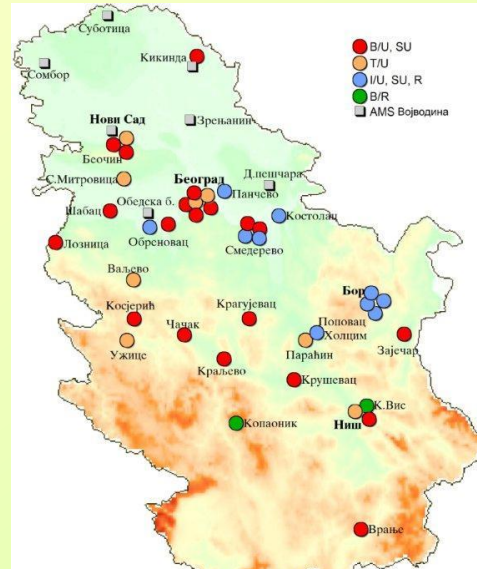 Суботица
Сомбор
Кикинда
B/U, SU
T/U
I/U, SU, R
B/R
AMS Војводина
Нови Сад
Зрењанин
Беочин
С.Митровица
Београд
Панчево
Д.пешчара
Обедска б.
Шабац
Костолац
Обреновац
Смедерево
Лозница
Ваљево
Бор
Косјерић
Крагујевац
Поповац
Холцим
Чачак
Зајечар
Ужице
Параћин
Краљево
Крушевац
К.Вис
Копаоник
Ниш
Врање